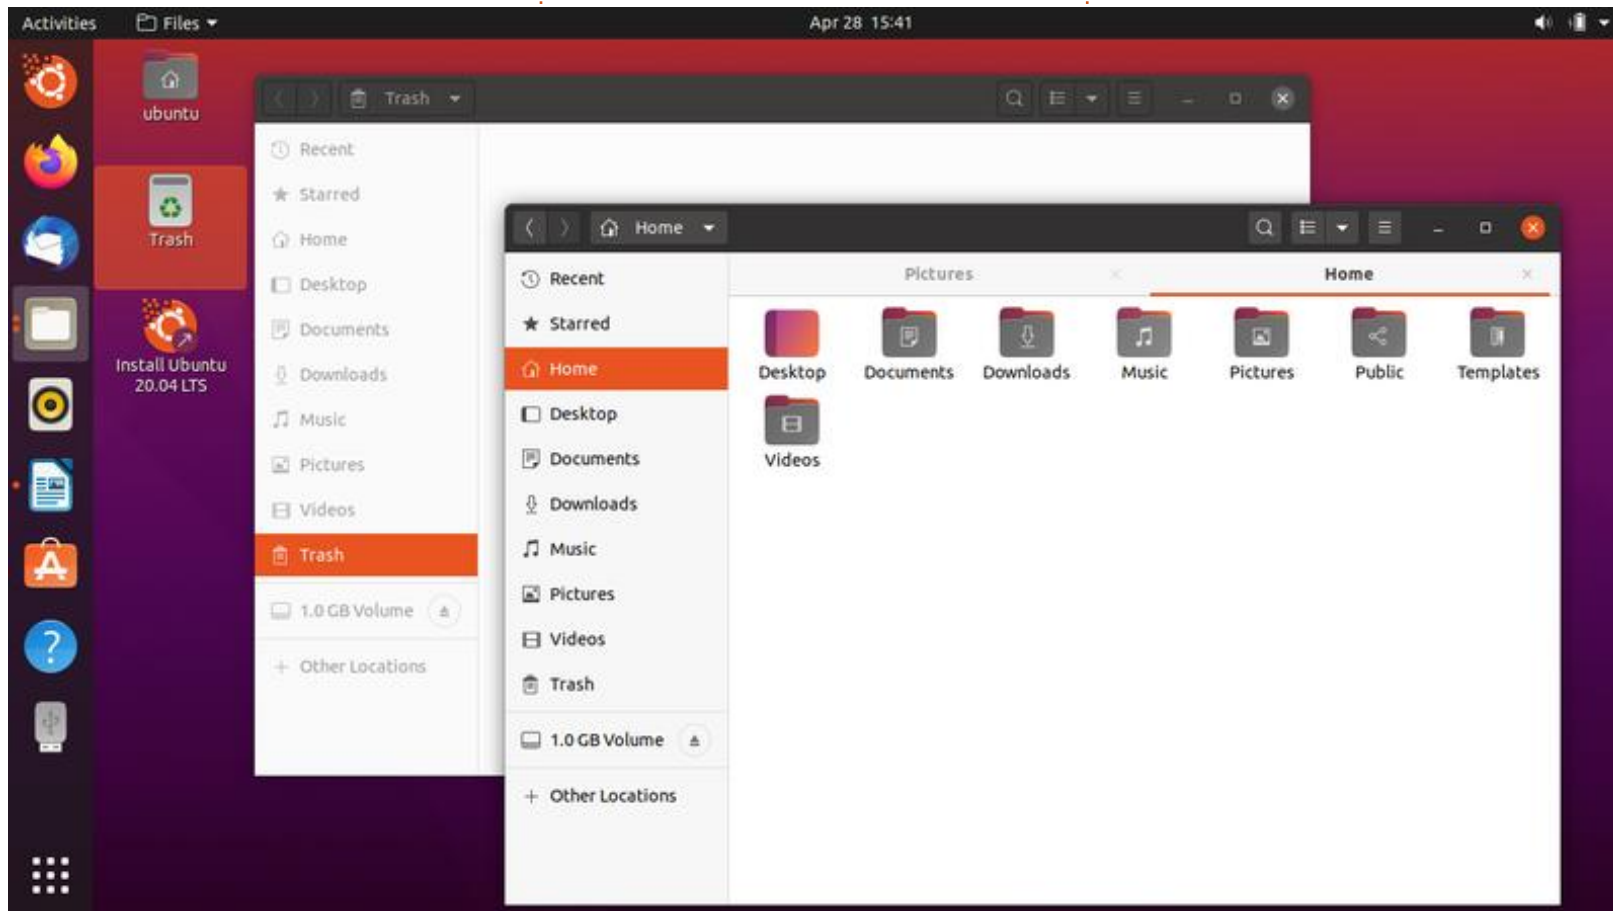 Activities Files Apr 28 15:41
ubuntu
Trash
Install Ubuntu
20.04 LTS
Trash
Recent
Starred
Home
Desktop
Documents
Downloads
Music
Pictures
Videos
Trash
1.0 GB Volume
Other Locations
Home
Pictures Home
Recent
Starred
Home
Desktop
Documents
Downloads
Music
Pictures
Videos
Trash
1.0 GB Volume
Other Locations
Desktop Documents Downloads Music Pictures Public Templates
Videos